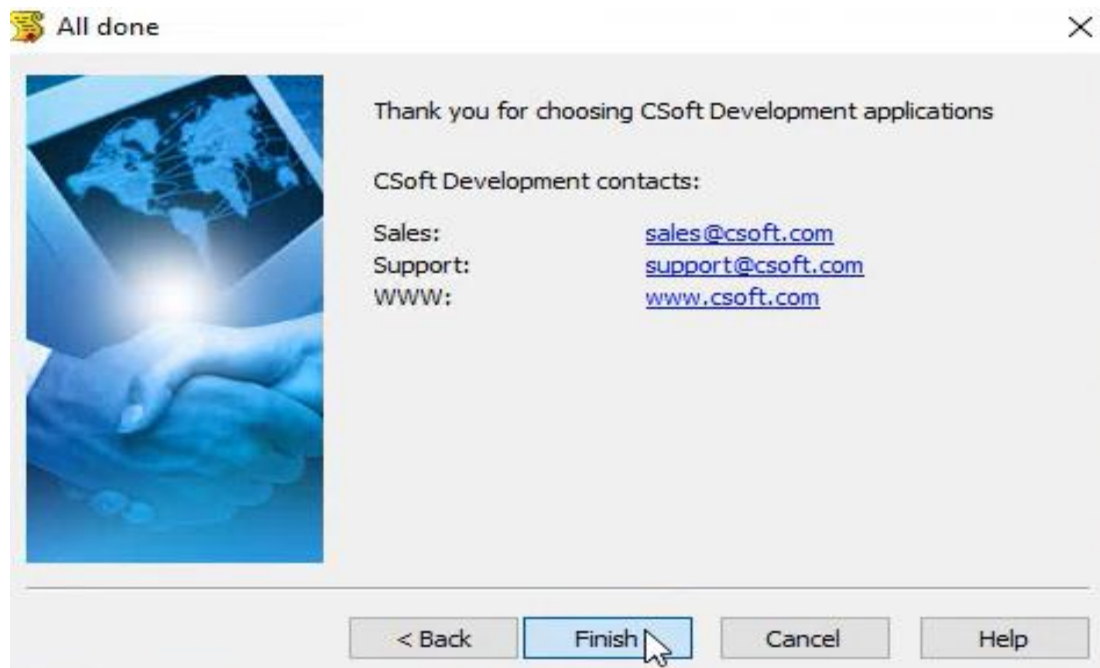 All done
Thank you for choosing CSoft Development applications
CSoft Development contacts:
Sales: sales@csoft.com
Support: support@csoft.com
WWW: www.csoft.com
< Back Finish Cancel Help